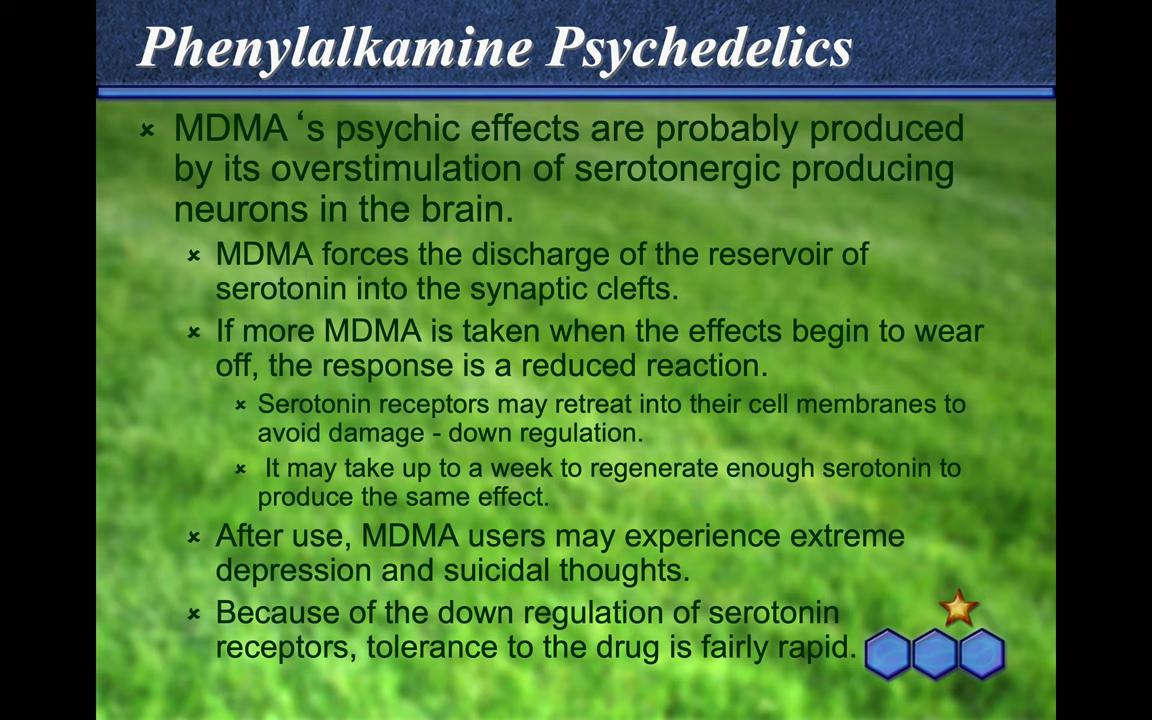 Phenylalkamine Psychedelics
MDMA ‘s psychic effects are probably produced
by its overstimulation of serotonergic producing
neurons in the brain.
MDMA forces the discharge of the reservoir of
serotonin into the synaptic clefts.
If more MDMA is taken when the effects begin to wear
off, the response is a reduced reaction.
Serotonin receptors may retreat into their cell membranes to
avoid damage - down regulation.
It may take up to a week to regenerate enough serotonin to
produce the same effect.
After use, MDMA users may experience extreme
depression and suicidal thoughts.
Because of the down regulation of serotonin
receptors, tolerance to the drug is fairly rapid.